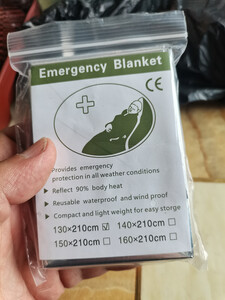 Emergency Blanket
CE
Provides emergency
protection in all weather conditions
Reflect 90% body heat
Reusable waterproof and wind proof
Compact and light weight for easy storge
130×210cm☑ 140×210cm☐
150×210cm☐ 160×210cm☐